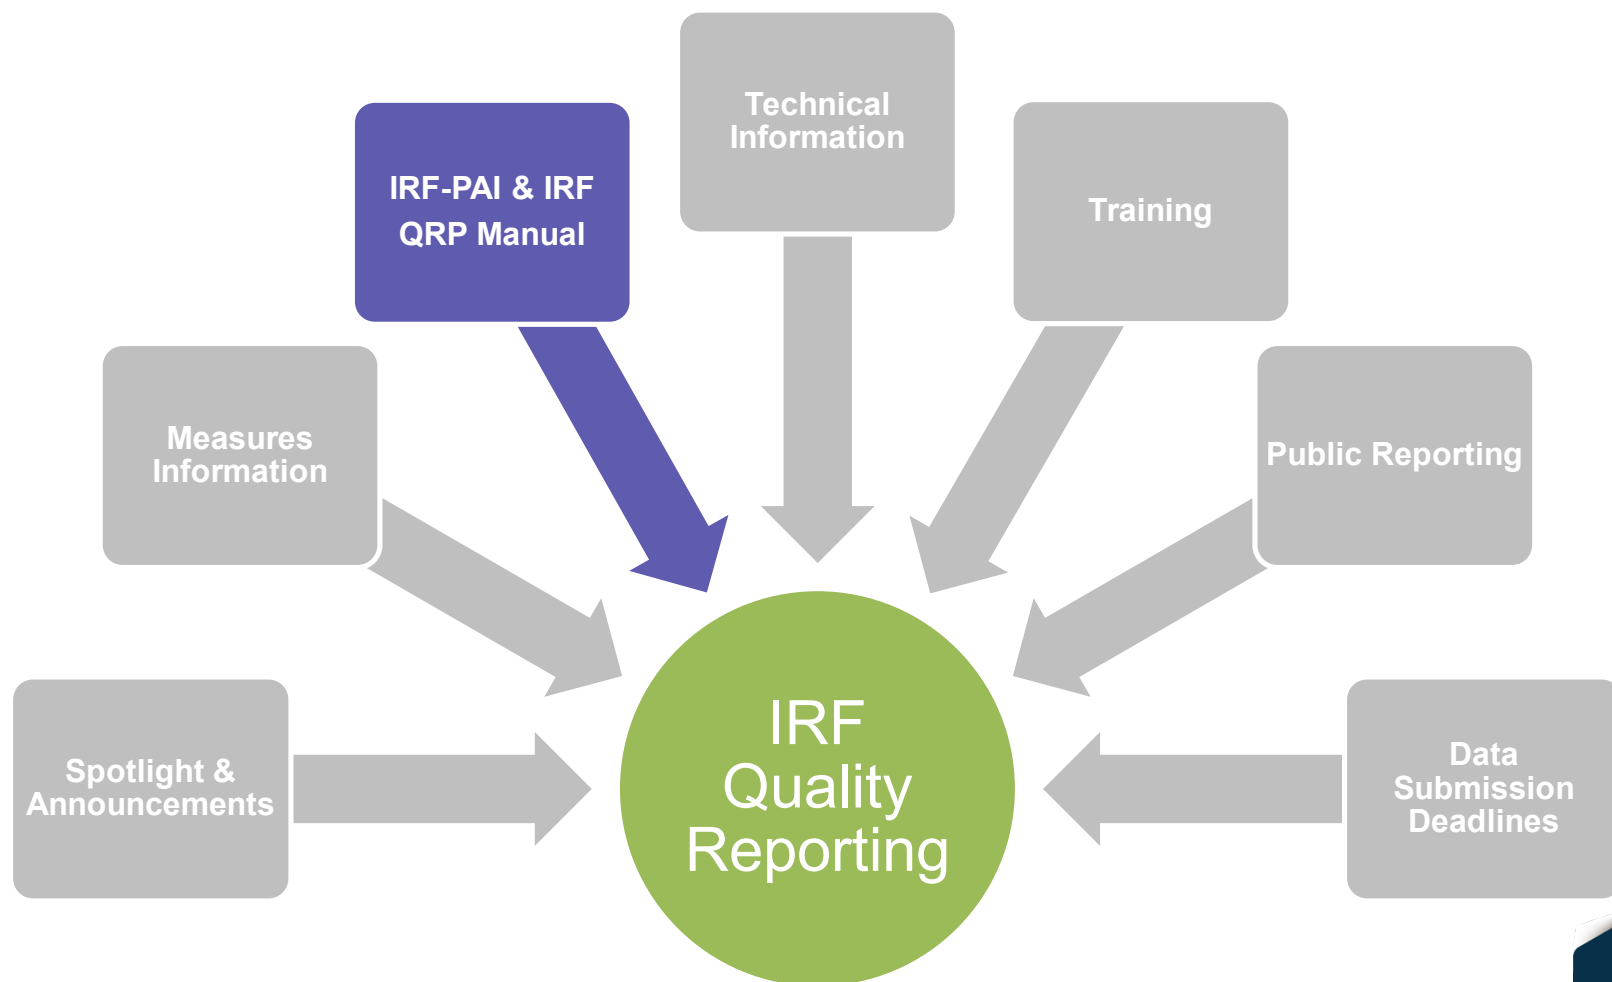 Technical
Information
IRF-PAI & IRF
QRP Manual
Training
Measures
Information
Public Reporting
Spotlight &
Announcements
IRF
Quality
Reporting
Data
Submission
Deadlines